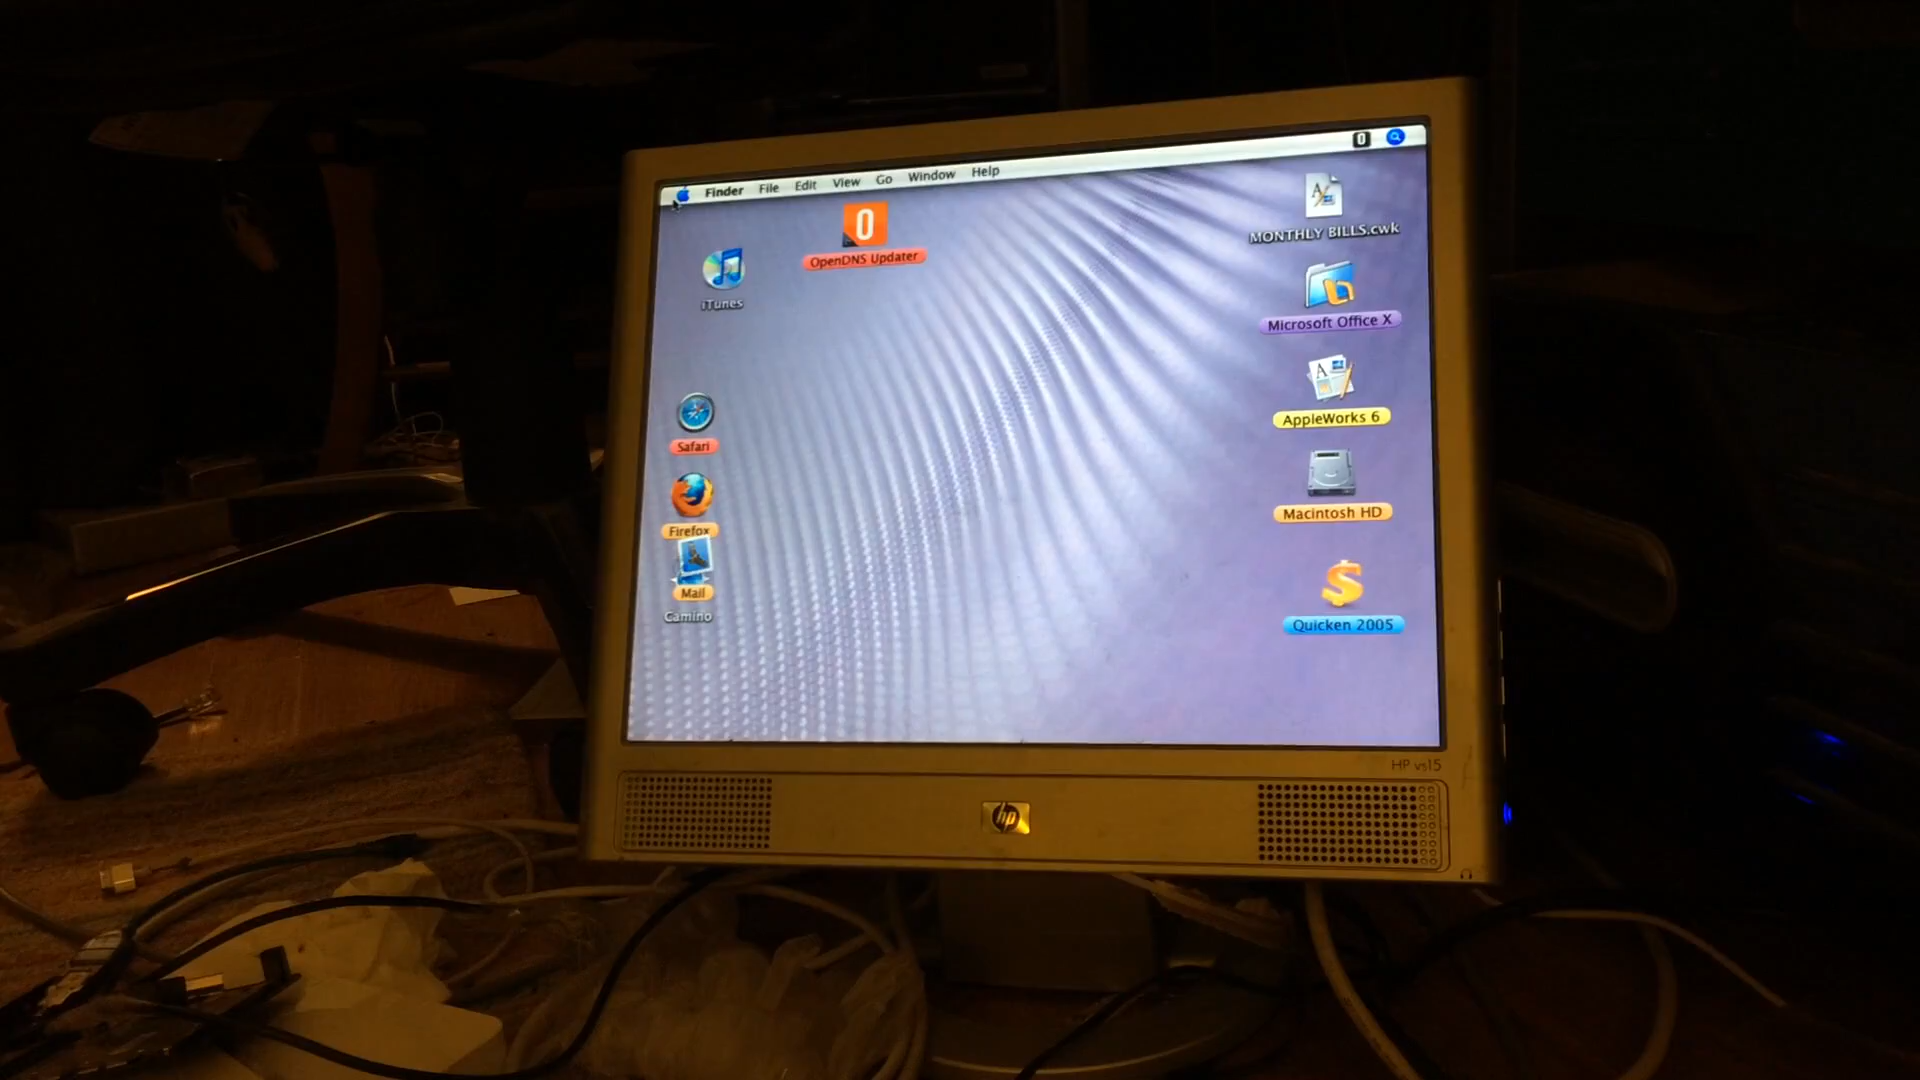 Finder File Edit View Go Window Help
0
0
OpenDNS Updater
iTunes
Safari
Firefox
Mail
Camino
MONTHLY BILLS.cwk
Microsoft Office X
AppleWorks 6
Macintosh HD
Quicken 2005
HP vs15
hp